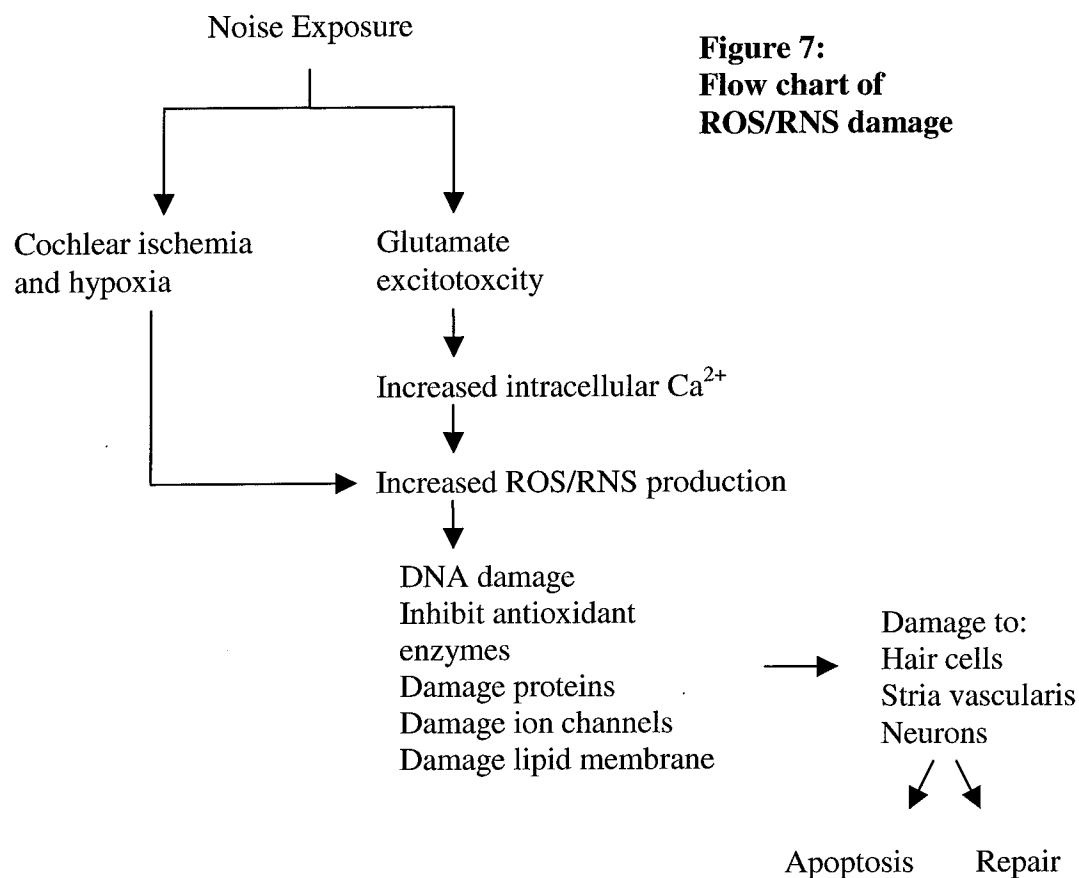 Noise Exposure
Figure 7:
Flow chart of
ROS/RNS damage
Cochlear ischemia
and hypoxia
Glutamate
excitotoxcity
Increased intracellular Ca²⁺
Increased ROS/RNS production
DNA damage
Inhibit antioxidant
enzymes
Damage proteins
Damage ion channels
Damage lipid membrane
Damage to:
Hair cells
Stria vascularis
Neurons
Apoptosis
Repair